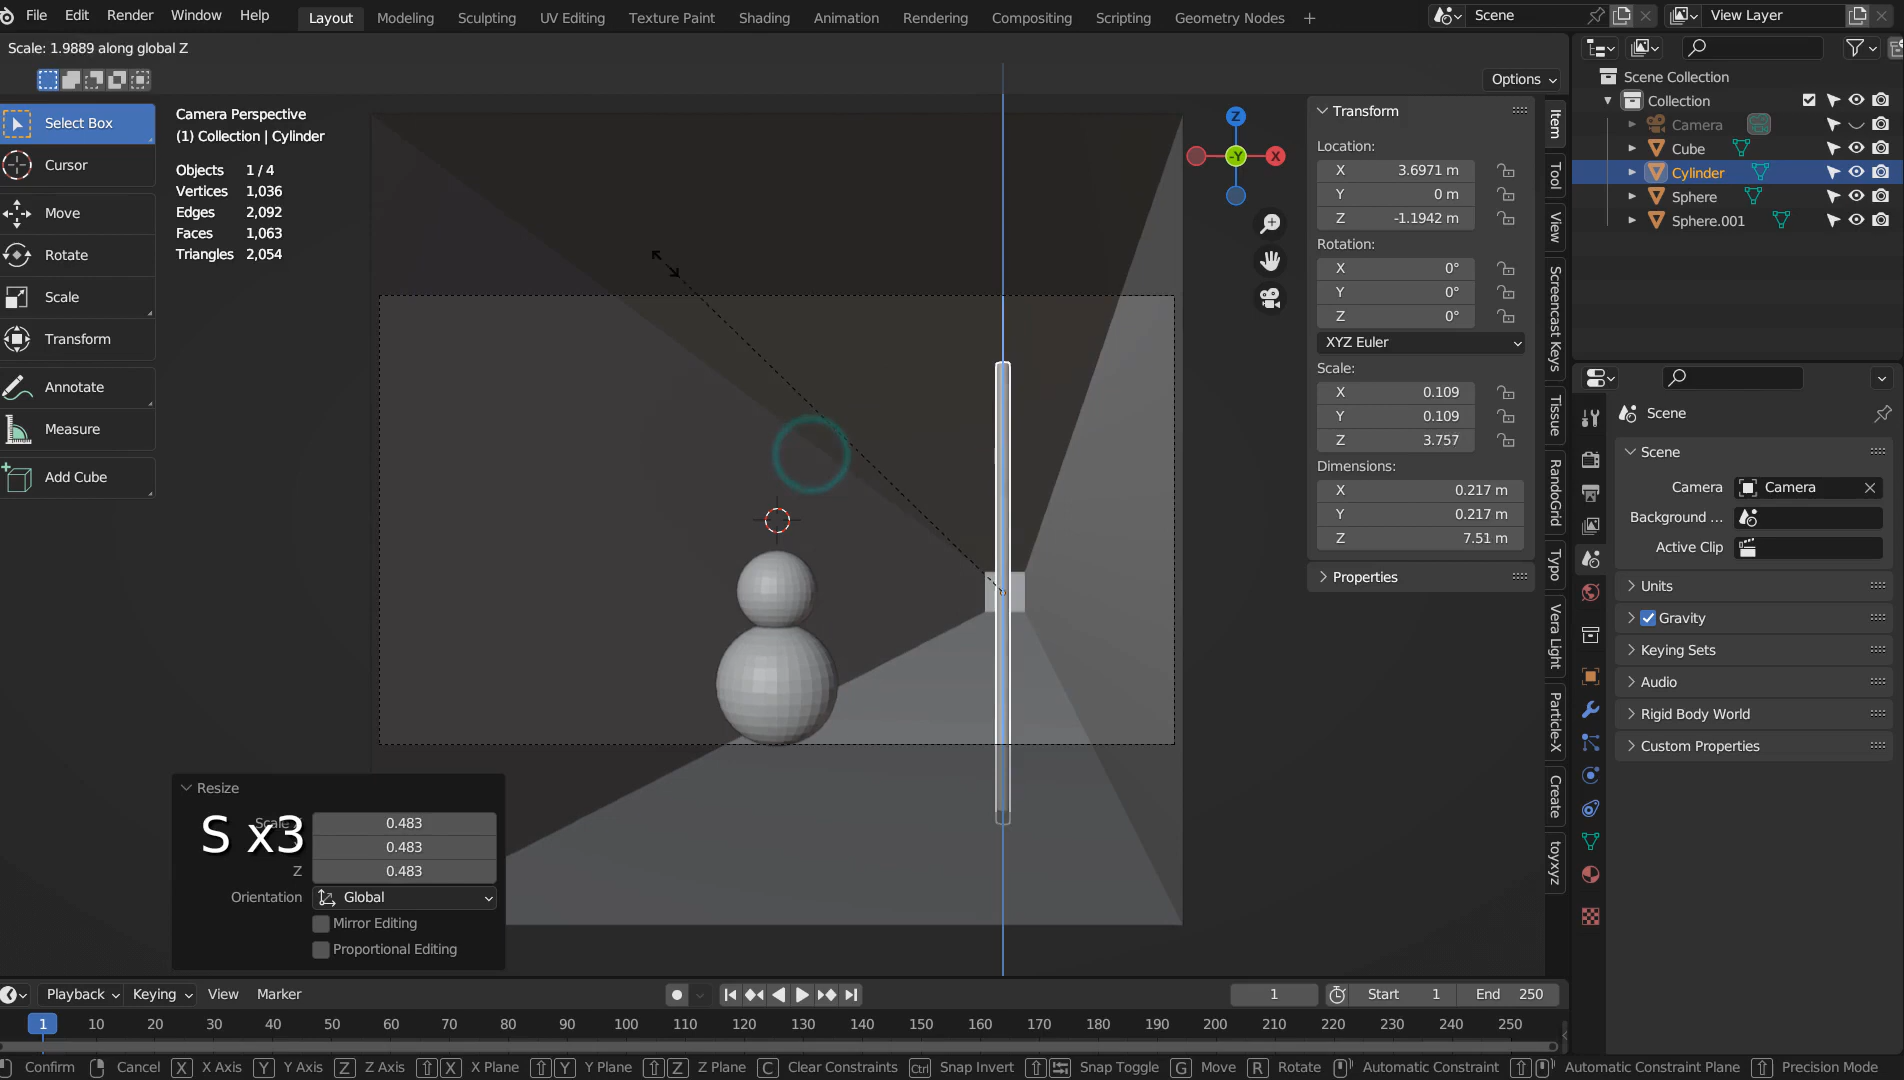 File Edit Render Window Help
Layout Modeling Sculpting UV Editing Texture Paint Shading Animation Rendering Compositing Scripting Geometry Nodes +
Scene
View Layer
Scale: 1.9889 along global Z
Options
Select Box
Cursor
Move
Rotate
Scale
Transform
Annotate
Measure
Add Cube
Camera Perspective
(1) Collection | Cylinder
Objects 1 / 4
Vertices 1,036
Edges 2,092
Faces 1,063
Triangles 2,054
Z
-Y
X
Transform
Location:
X 3.6971 m
Y 0 m
Z -1.1942 m
Rotation:
X 0°
Y 0°
Z 0°
XYZ Euler
Scale:
X 0.109
Y 0.109
Z 3.757
Dimensions:
X 0.217 m
Y 0.217 m
Z 7.51 m
Properties
Item
Tool
View
Screencast Keys
Tissue
RandoGrid
Typo
Vera Light
Particle-X
Create
toyxyz
Scene Collection
Collection
Camera
Cube
Cylinder
Sphere
Sphere.001
Scene
Scene
Camera Camera
Background ...
Active Clip
Units
Gravity
Keying Sets
Audio
Rigid Body World
Custom Properties
Resize
S x3
0.483
0.483
Z 0.483
Orientation Global
Mirror Editing
Proportional Editing
Playback Keying View Marker
1 Start 1 End 250
1 10 20 30 40 50 60 70 80 90 100 110 120 130 140 150 160 170 180 190 200 210 220 230 240 250
Confirm Cancel X X Axis Y Y Axis Z Z Axis X X Plane Y Y Plane Z Z Plane C Clear Constraints Ctrl Snap Invert Snap Toggle G Move R Rotate Automatic Constraint Automatic Constraint Plane Precision Mode